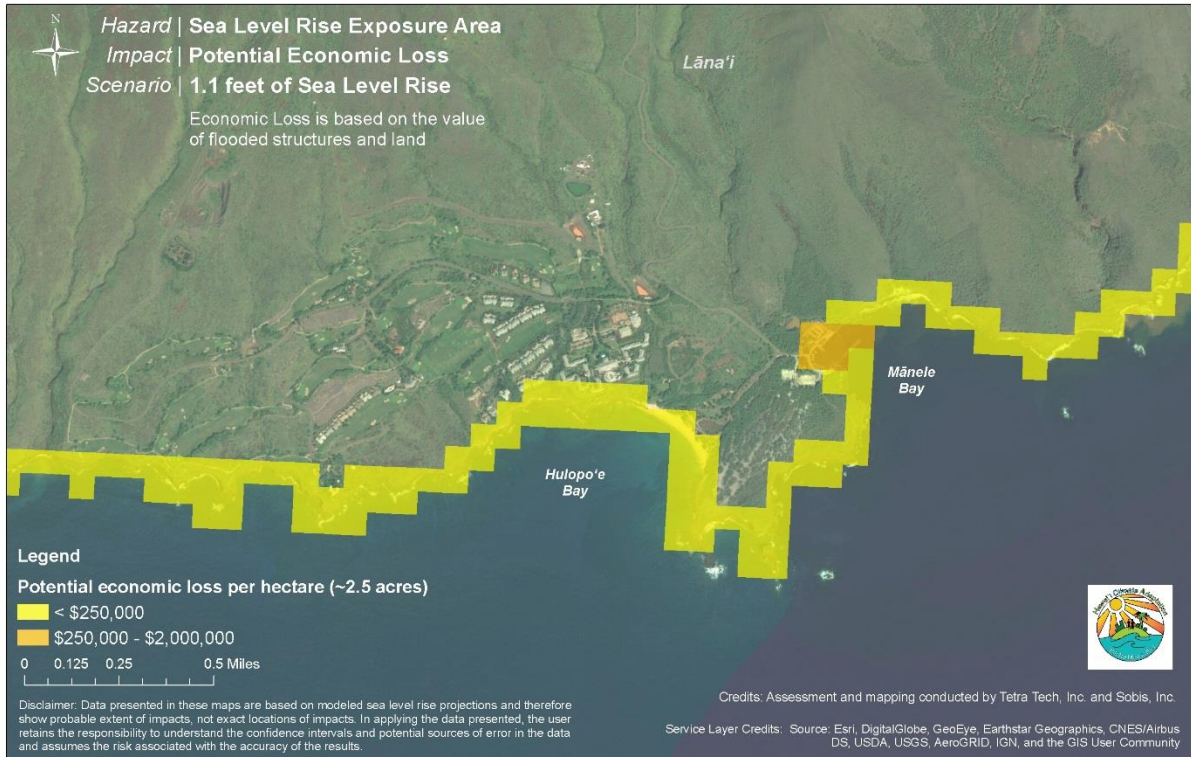 N
Hazard | Sea Level Rise Exposure Area
Impact | Potential Economic Loss
Scenario | 1.1 feet of Sea Level Rise
Economic Loss is based on the value
of flooded structures and land
Lāna‘i
Mānele
Bay
Hulopo‘e
Bay
Legend
Potential economic loss per hectare (~2.5 acres)
< $250,000
$250,000 - $2,000,000
0 0.125 0.25 0.5 Miles
Disclaimer: Data presented in these maps are based on modeled sea level rise projections and therefore
show probable extent of impacts, not exact locations of impacts. In applying the data presented, the user
retains the responsibility to understand the confidence intervals and potential sources of error in the data
and assumes the risk associated with the accuracy of the results.
Hawai‘i Climate Adaptation
Credits: Assessment and mapping conducted by Tetra Tech, Inc. and Sobis, Inc.
Service Layer Credits: Source: Esri, DigitalGlobe, GeoEye, Earthstar Geographics, CNES/Airbus
DS, USDA, USGS, AeroGRID, IGN, and the GIS User Community